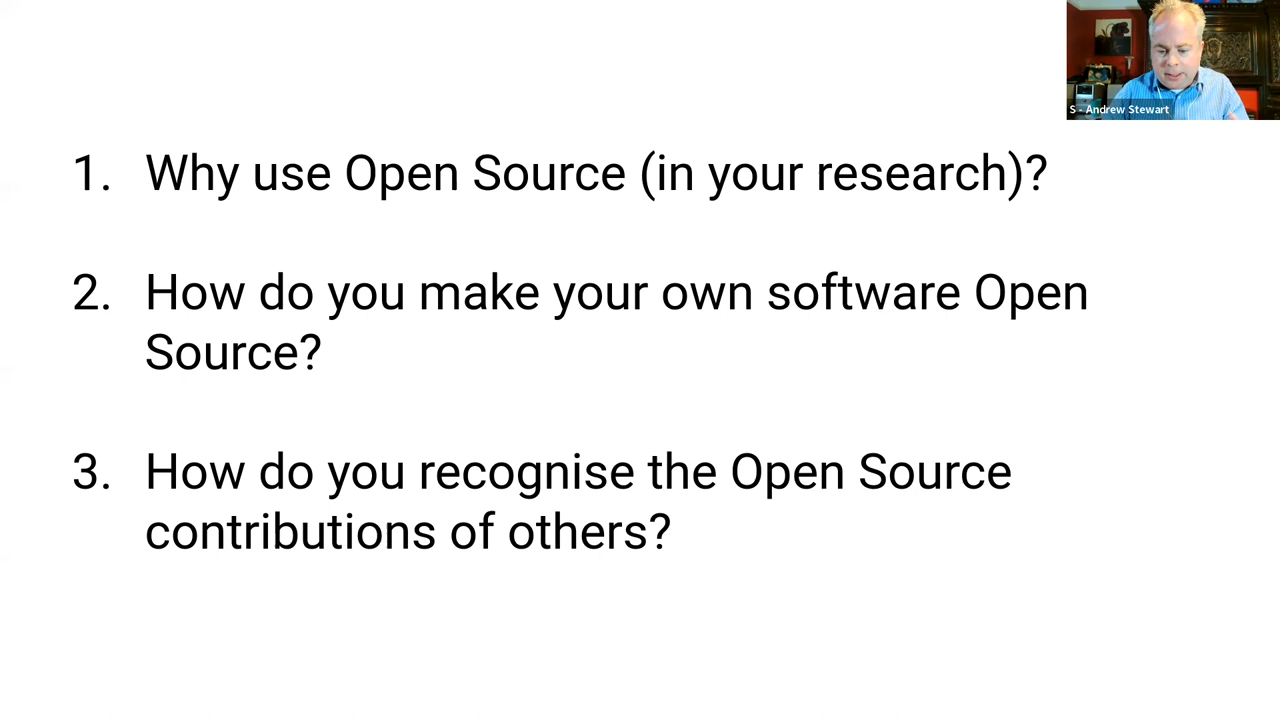 S - Andrew Stewart
1. Why use Open Source (in your research)?
2. How do you make your own software Open
Source?
3. How do you recognise the Open Source
contributions of others?